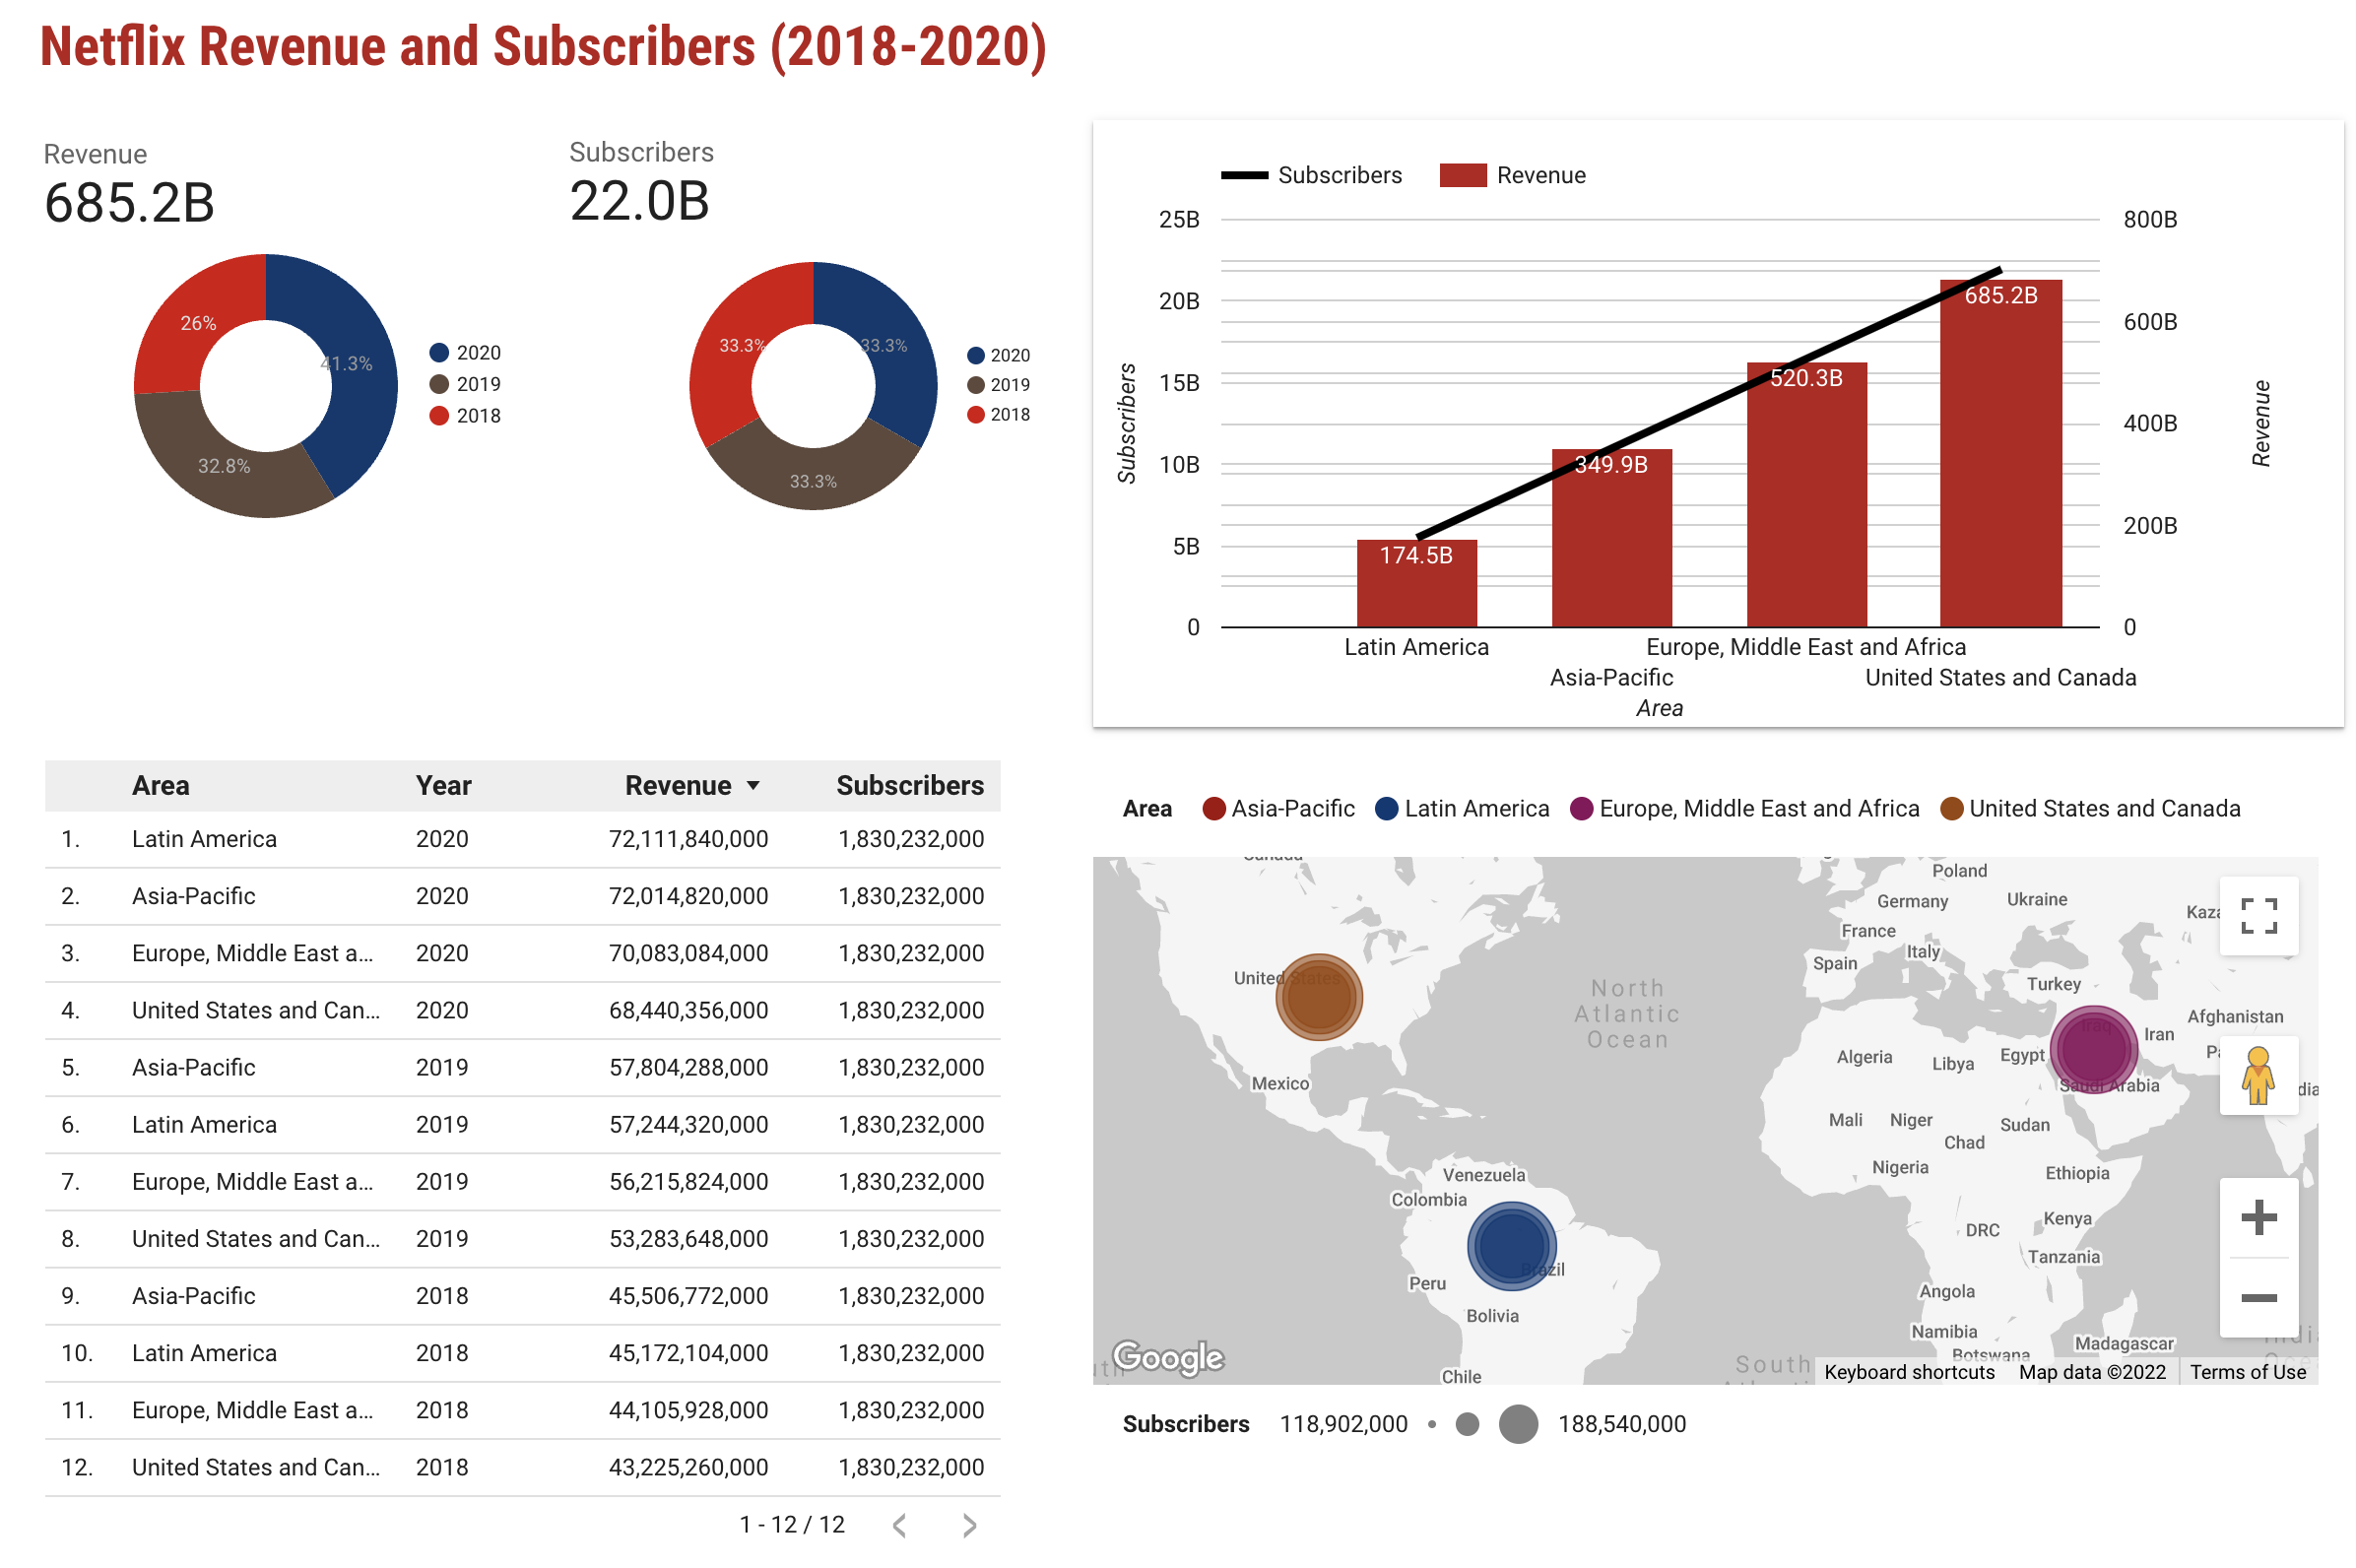 Netflix Revenue and Subscribers (2018-2020)
Revenue
685.2B
26%
41.3%
32.8%
2020
2019
2018
Subscribers
22.0B
33.3%
33.3%
33.3%
2020
2019
2018
Subscribers Revenue
25B 800B
20B
15B 600B
10B 400B
5B 200B
0 0
Subscribers
Revenue
174.5B
349.9B
520.3B
685.2B
Latin America Europe, Middle East and Africa
Asia-Pacific United States and Canada
Area
Area Year Revenue Subscribers
1. Latin America 2020 72,111,840,000 1,830,232,000
2. Asia-Pacific 2020 72,014,820,000 1,830,232,000
3. Europe, Middle East a... 2020 70,083,084,000 1,830,232,000
4. United States and Can... 2020 68,440,356,000 1,830,232,000
5. Asia-Pacific 2019 57,804,288,000 1,830,232,000
6. Latin America 2019 57,244,320,000 1,830,232,000
7. Europe, Middle East a... 2019 56,215,824,000 1,830,232,000
8. United States and Can... 2019 53,283,648,000 1,830,232,000
9. Asia-Pacific 2018 45,506,772,000 1,830,232,000
10. Latin America 2018 45,172,104,000 1,830,232,000
11. Europe, Middle East a... 2018 44,105,928,000 1,830,232,000
12. United States and Can... 2018 43,225,260,000 1,830,232,000
1 - 12 / 12
Area Asia-Pacific Latin America Europe, Middle East and Africa United States and Canada
Canada
Poland
Germany
Ukraine
France
Italy
Spain
Turkey
United States
North
Atlantic
Ocean
Afghanistan
Iraq
Iran
Algeria
Libya
Egypt
Mexico
Saudi Arabia
Mali
Niger
Sudan
Chad
Nigeria
Ethiopia
Venezuela
Colombia
Kenya
DRC
Tanzania
Brazil
Peru
Angola
Bolivia
Namibia
Madagascar
Botswana
South
Chile
Google
Keyboard shortcuts Map data ©2022 Terms of Use
Subscribers 118,902,000 188,540,000